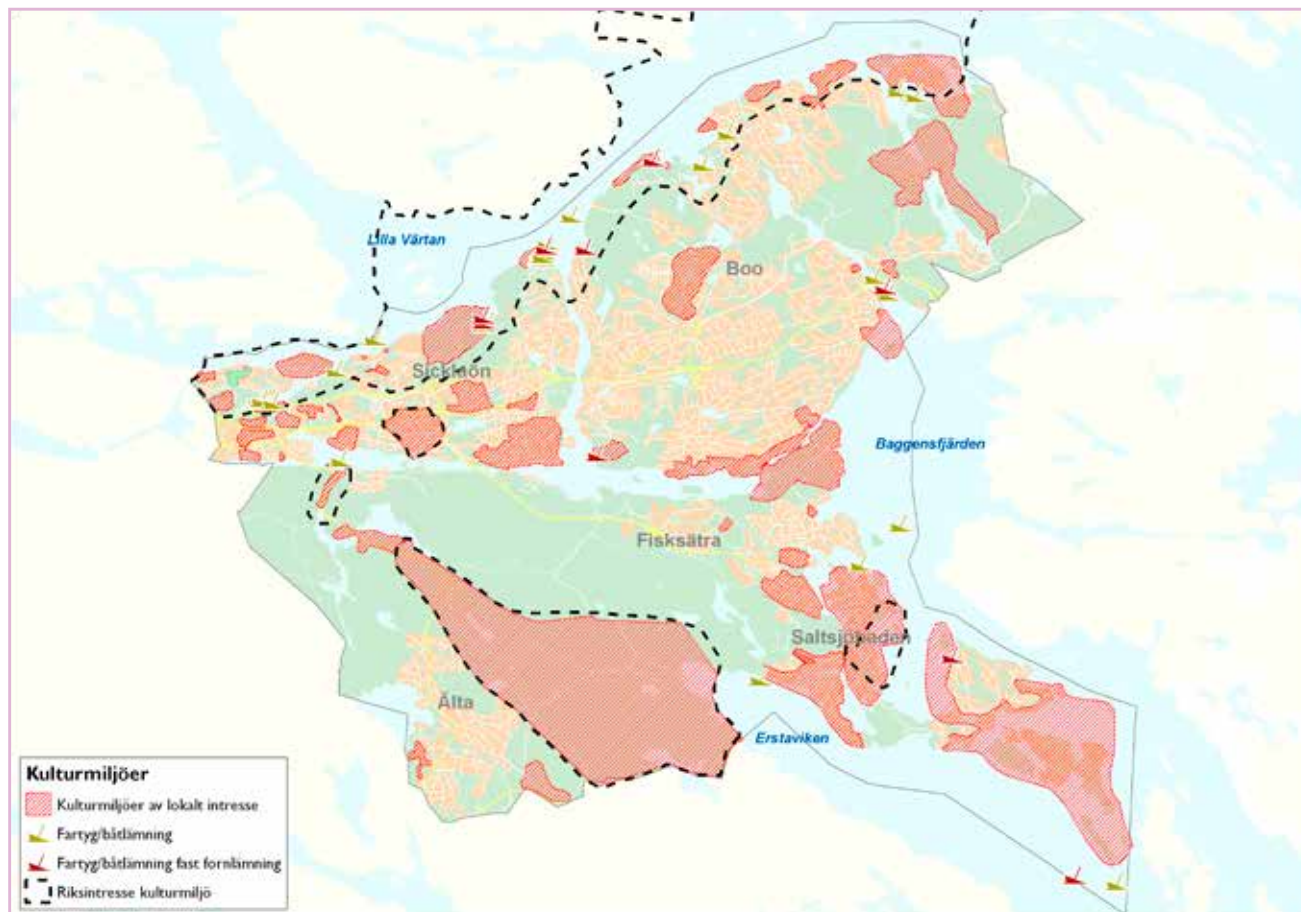 Lilla Värtan
Boo
Sicklaön
Baggensfjärden
Fisksätra
Saltsjöbaden
Älta
Erstaviken
Kulturmiljöer
Kulturmiljöer av lokalt intresse
Fartyg/båtlämning
Fartyg/båtlämning fast fornlämning
Riksintresse kulturmiljö